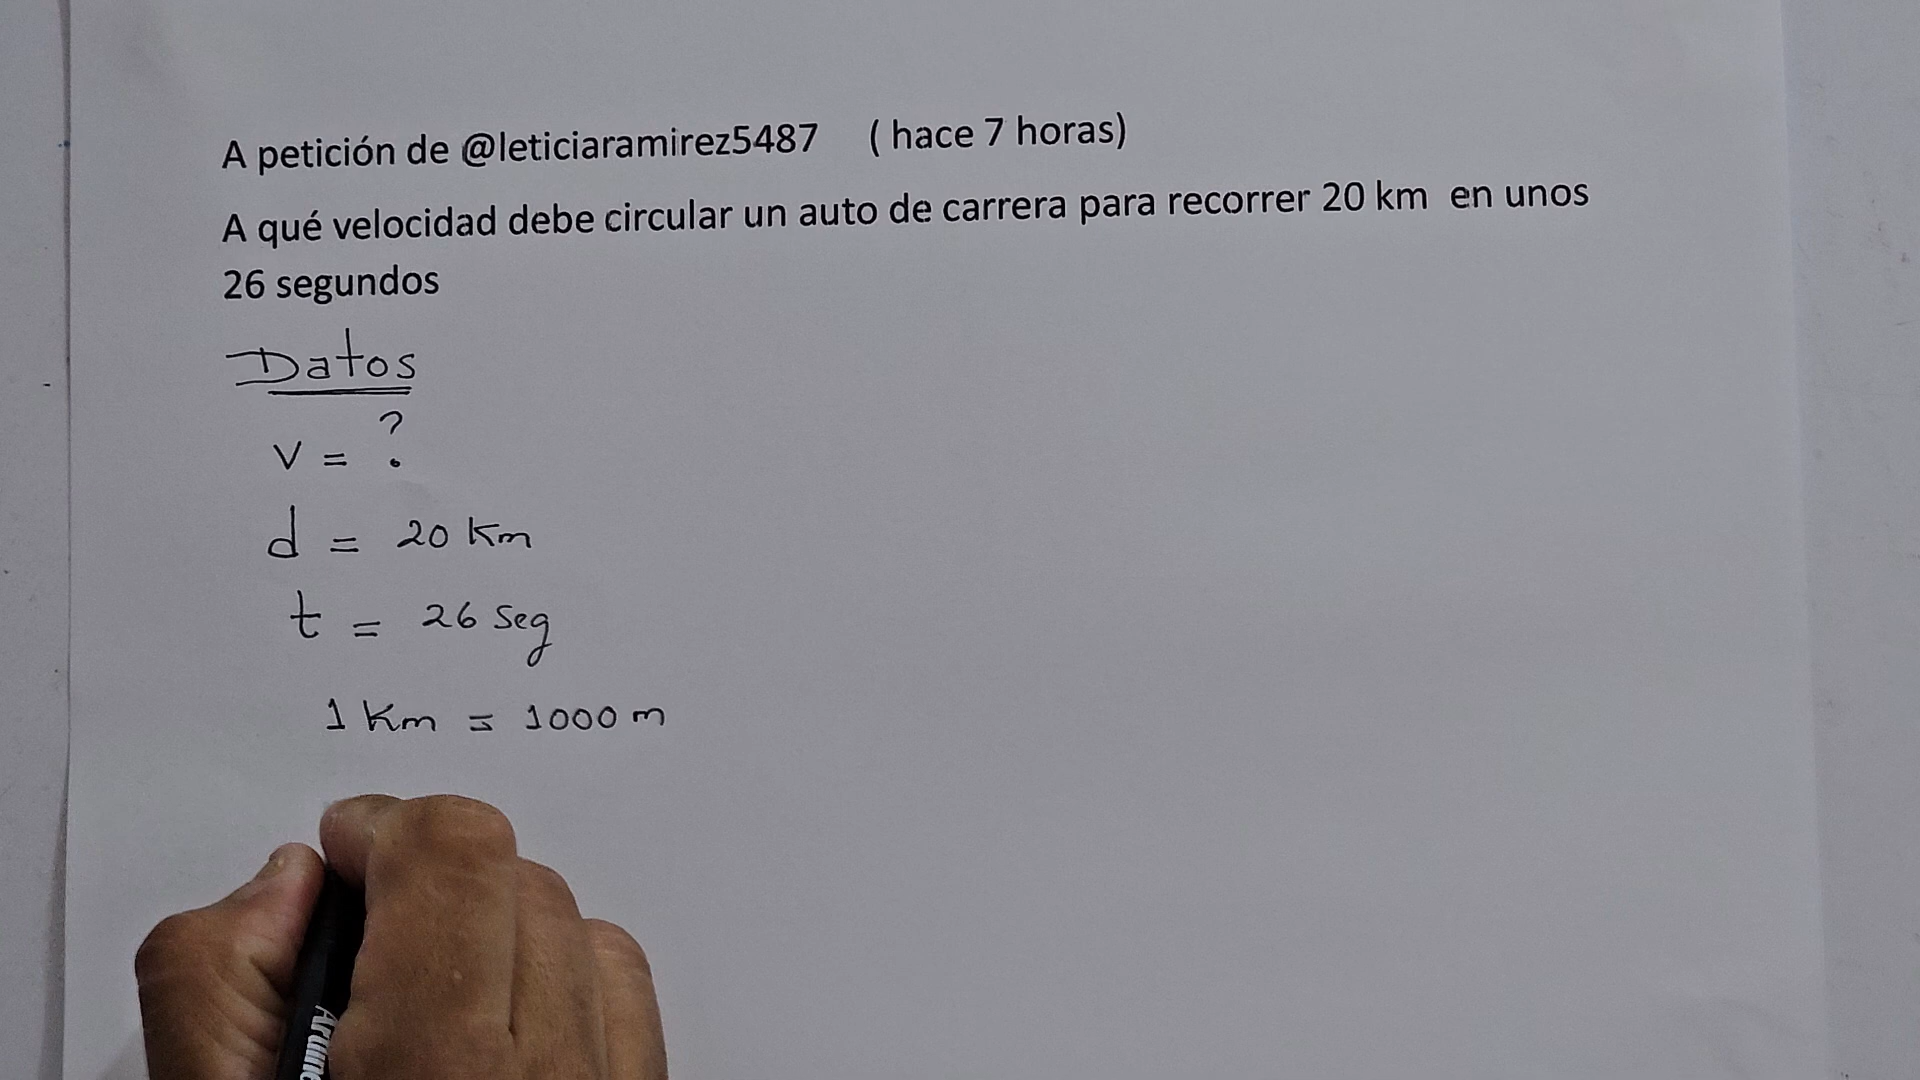 A petición de @leticiaramirez5487 ( hace 7 horas)
A qué velocidad debe circular un auto de carrera para recorrer 20 km en unos
26 segundos
Datos
v = ?
d = 20 Km
t = 26 seg
1 Km = 1000 m